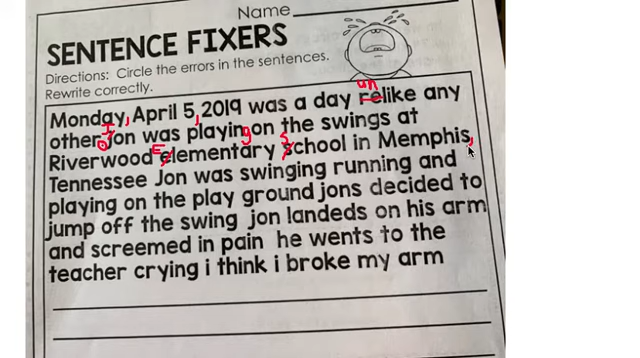 Name
SENTENCE FIXERS
Directions: Circle the errors in the sentences.
Rewrite correctly.
un
Monday, April 5, 2019 was a day relike any
other. Jon was playing on the swings at
E S
Riverwood elementary school in Memphis,
Tennessee Jon was swinging running and
playing on the play ground jons decided to
jump off the swing jon landeds on his arm
and screemed in pain he wents to the
teacher crying i think i broke my arm